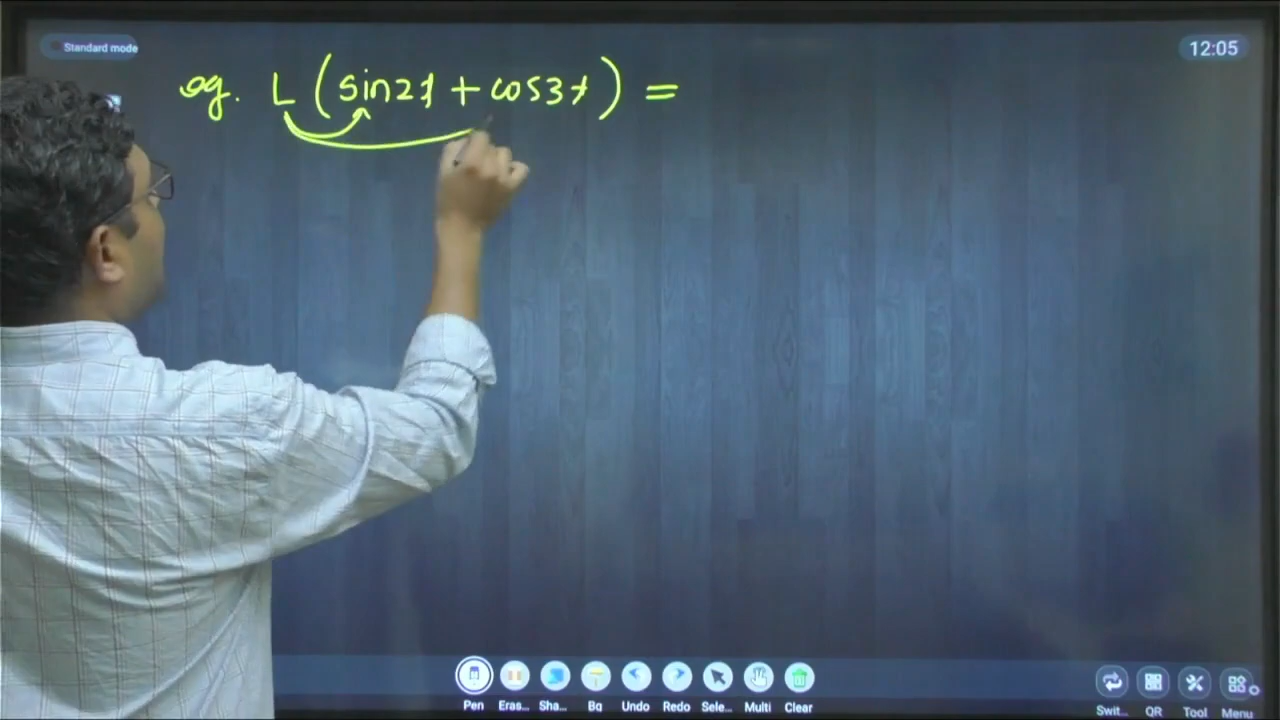 Standard mode
12:05
eg. L (sin2t + cos3t) =
Pen Eras... Sha... Bg Undo Redo Sele... Multi Clear Swit... QR Tool Menu